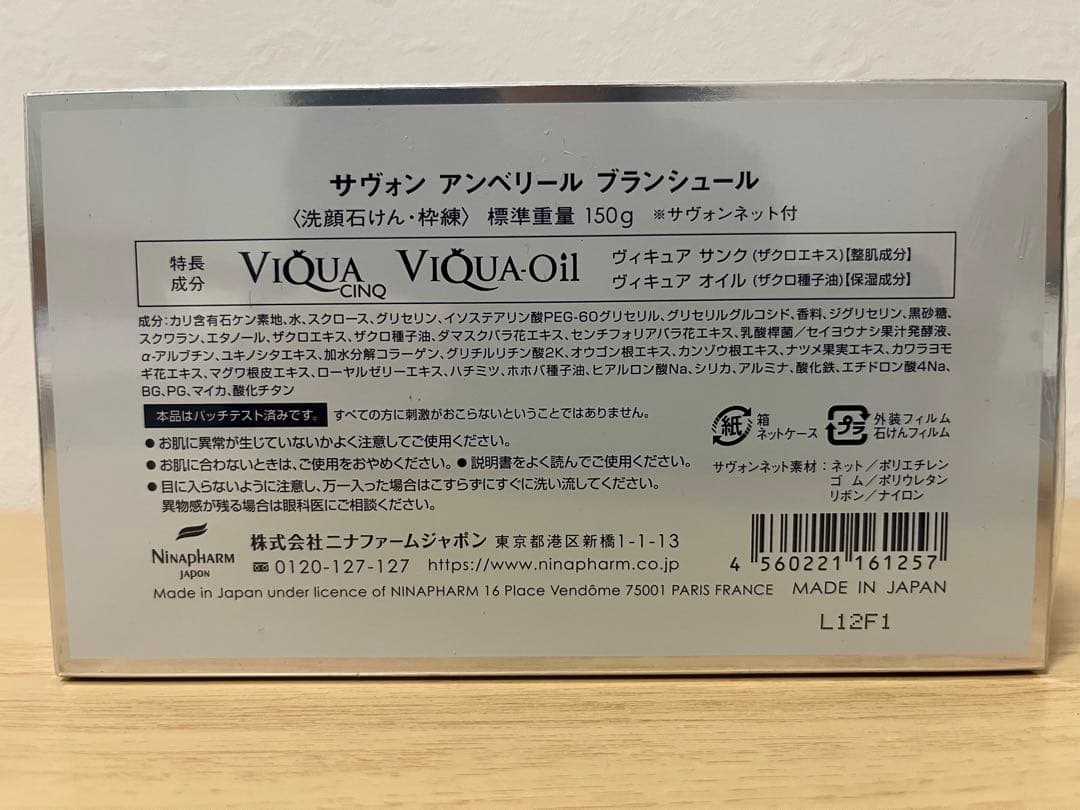 サヴォン アンベリール ブランシュール
〈洗顔石けん・枠練〉 標準重量 150g ※サヴォンネット付
特長
成分
VIQUA CINQ VIQUA-Oil
ヴィキュア サンク(ザクロエキス)【整肌成分】
ヴィキュア オイル(ザクロ種子油)【保湿成分】
成分:カリ含有石ケン素地、水、スクロース、グリセリン、イソステアリン酸PEG-60グリセリル、グリセリルグルコシド、香料、ジグリセリン、黒砂糖、
スクワラン、エタノール、ザクロエキス、ザクロ種子油、ダマスクバラ花エキス、センチフォリアバラ花エキス、乳酸桿菌/セイヨウナシ果汁発酵液、
α-アルブチン、ユキノシタエキス、加水分解コラーゲン、グリチルリチン酸2K、オウゴン根エキス、カンゾウ根エキス、ナツメ果実エキス、カワラヨモ
ギ花エキス、マグワ根皮エキス、ローヤルゼリーエキス、ハチミツ、ホホバ種子油、ヒアルロン酸Na、シリカ、アルミナ、酸化鉄、エチドロン酸4Na、
BG、PG、マイカ、酸化チタン
本品はパッチテスト済みです。 すべての方に刺激がおこらないということではありません。
●お肌に異常が生じていないかよく注意してご使用ください。
●お肌に合わないときは、ご使用をおやめください。●説明書をよく読んでご使用ください。
●目に入らないように注意し、万一入った場合はこすらずにすぐに洗い流してください。
異物感が残る場合は眼科医にご相談ください。
紙 箱
ネットケース
プラ 外装フィルム
石けんフィルム
サヴォンネット素材:ネット/ポリエチレン
ゴム/ポリウレタン
リボン/ナイロン
NINAPHARM
JAPON
株式会社ニナファームジャポン 東京都港区新橋1-1-13
0120-127-127 https://www.ninapharm.co.jp
4 560221 161257
Made in Japan under licence of NINAPHARM 16 Place Vendôme 75001 PARIS FRANCE MADE IN JAPAN
L12F1